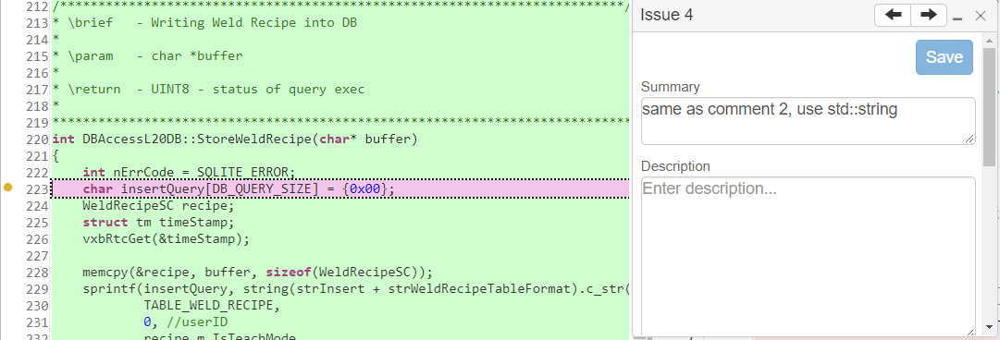 212 /**************************************************************************/
213 * \brief   - Writing Weld Recipe into DB
214 *
215 * \param   - char *buffer
216 *
217 * \return  - UINT8 - status of query exec
218 *
219 ****************************************************************************
220 int DBAccessL20DB::StoreWeldRecipe(char* buffer)
221 {
222     int nErrCode = SQLITE_ERROR;
223     char insertQuery[DB_QUERY_SIZE] = {0x00};
224     WeldRecipeSC recipe;
225     struct tm timeStamp;
226     vxbRtcGet(&timeStamp);
227
228     memcpy(&recipe, buffer, sizeof(WeldRecipeSC));
229     sprintf(insertQuery, string(strInsert + strWeldRecipeTableFormat).c_str(
230             TABLE_WELD_RECIPE,
231             0, //userID
232             recipe.m_IsTeachMode
Issue 4
Save
Summary
same as comment 2, use std::string
Description
Enter description...